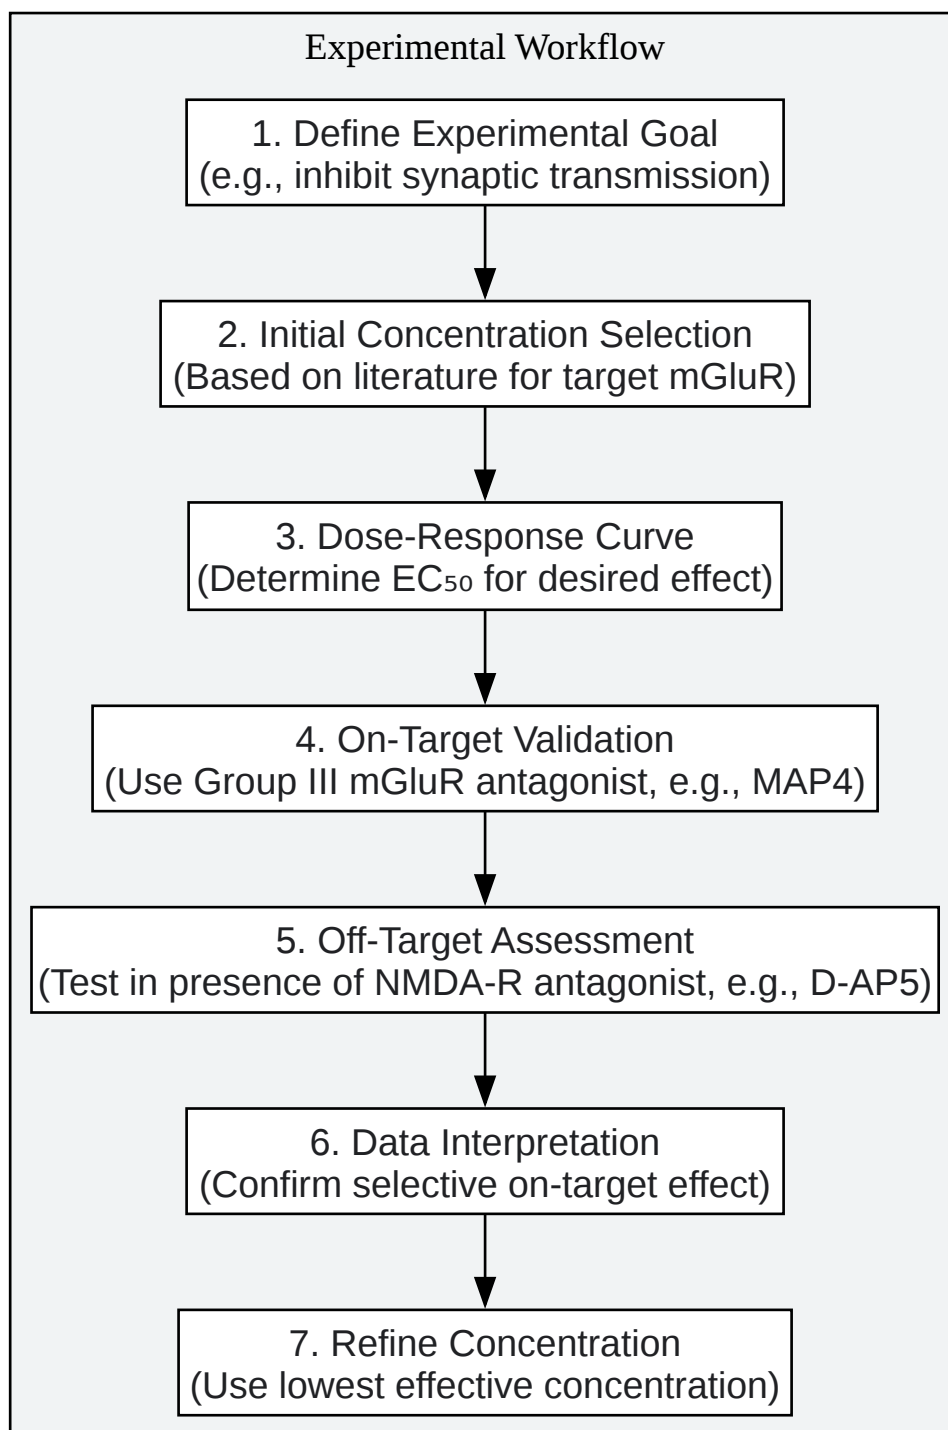 Experimental Workflow
1. Define Experimental Goal
(e.g., inhibit synaptic transmission)
2. Initial Concentration Selection
(Based on literature for target mGluR)
3. Dose-Response Curve
(Determine EC₅₀ for desired effect)
4. On-Target Validation
(Use Group III mGluR antagonist, e.g., MAP4)
5. Off-Target Assessment
(Test in presence of NMDA-R antagonist, e.g., D-AP5)
6. Data Interpretation
(Confirm selective on-target effect)
7. Refine Concentration
(Use lowest effective concentration)